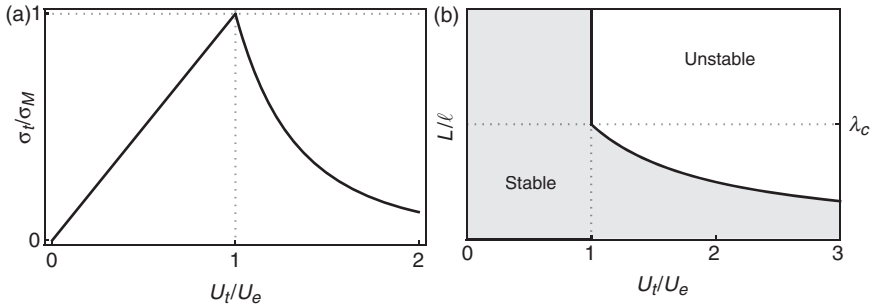 (a)
1
σt/σM
0
0
1
2
Ut/Ue
(b)
Unstable
L/ℓ
λc
Stable
0
1
2
3
Ut/Ue